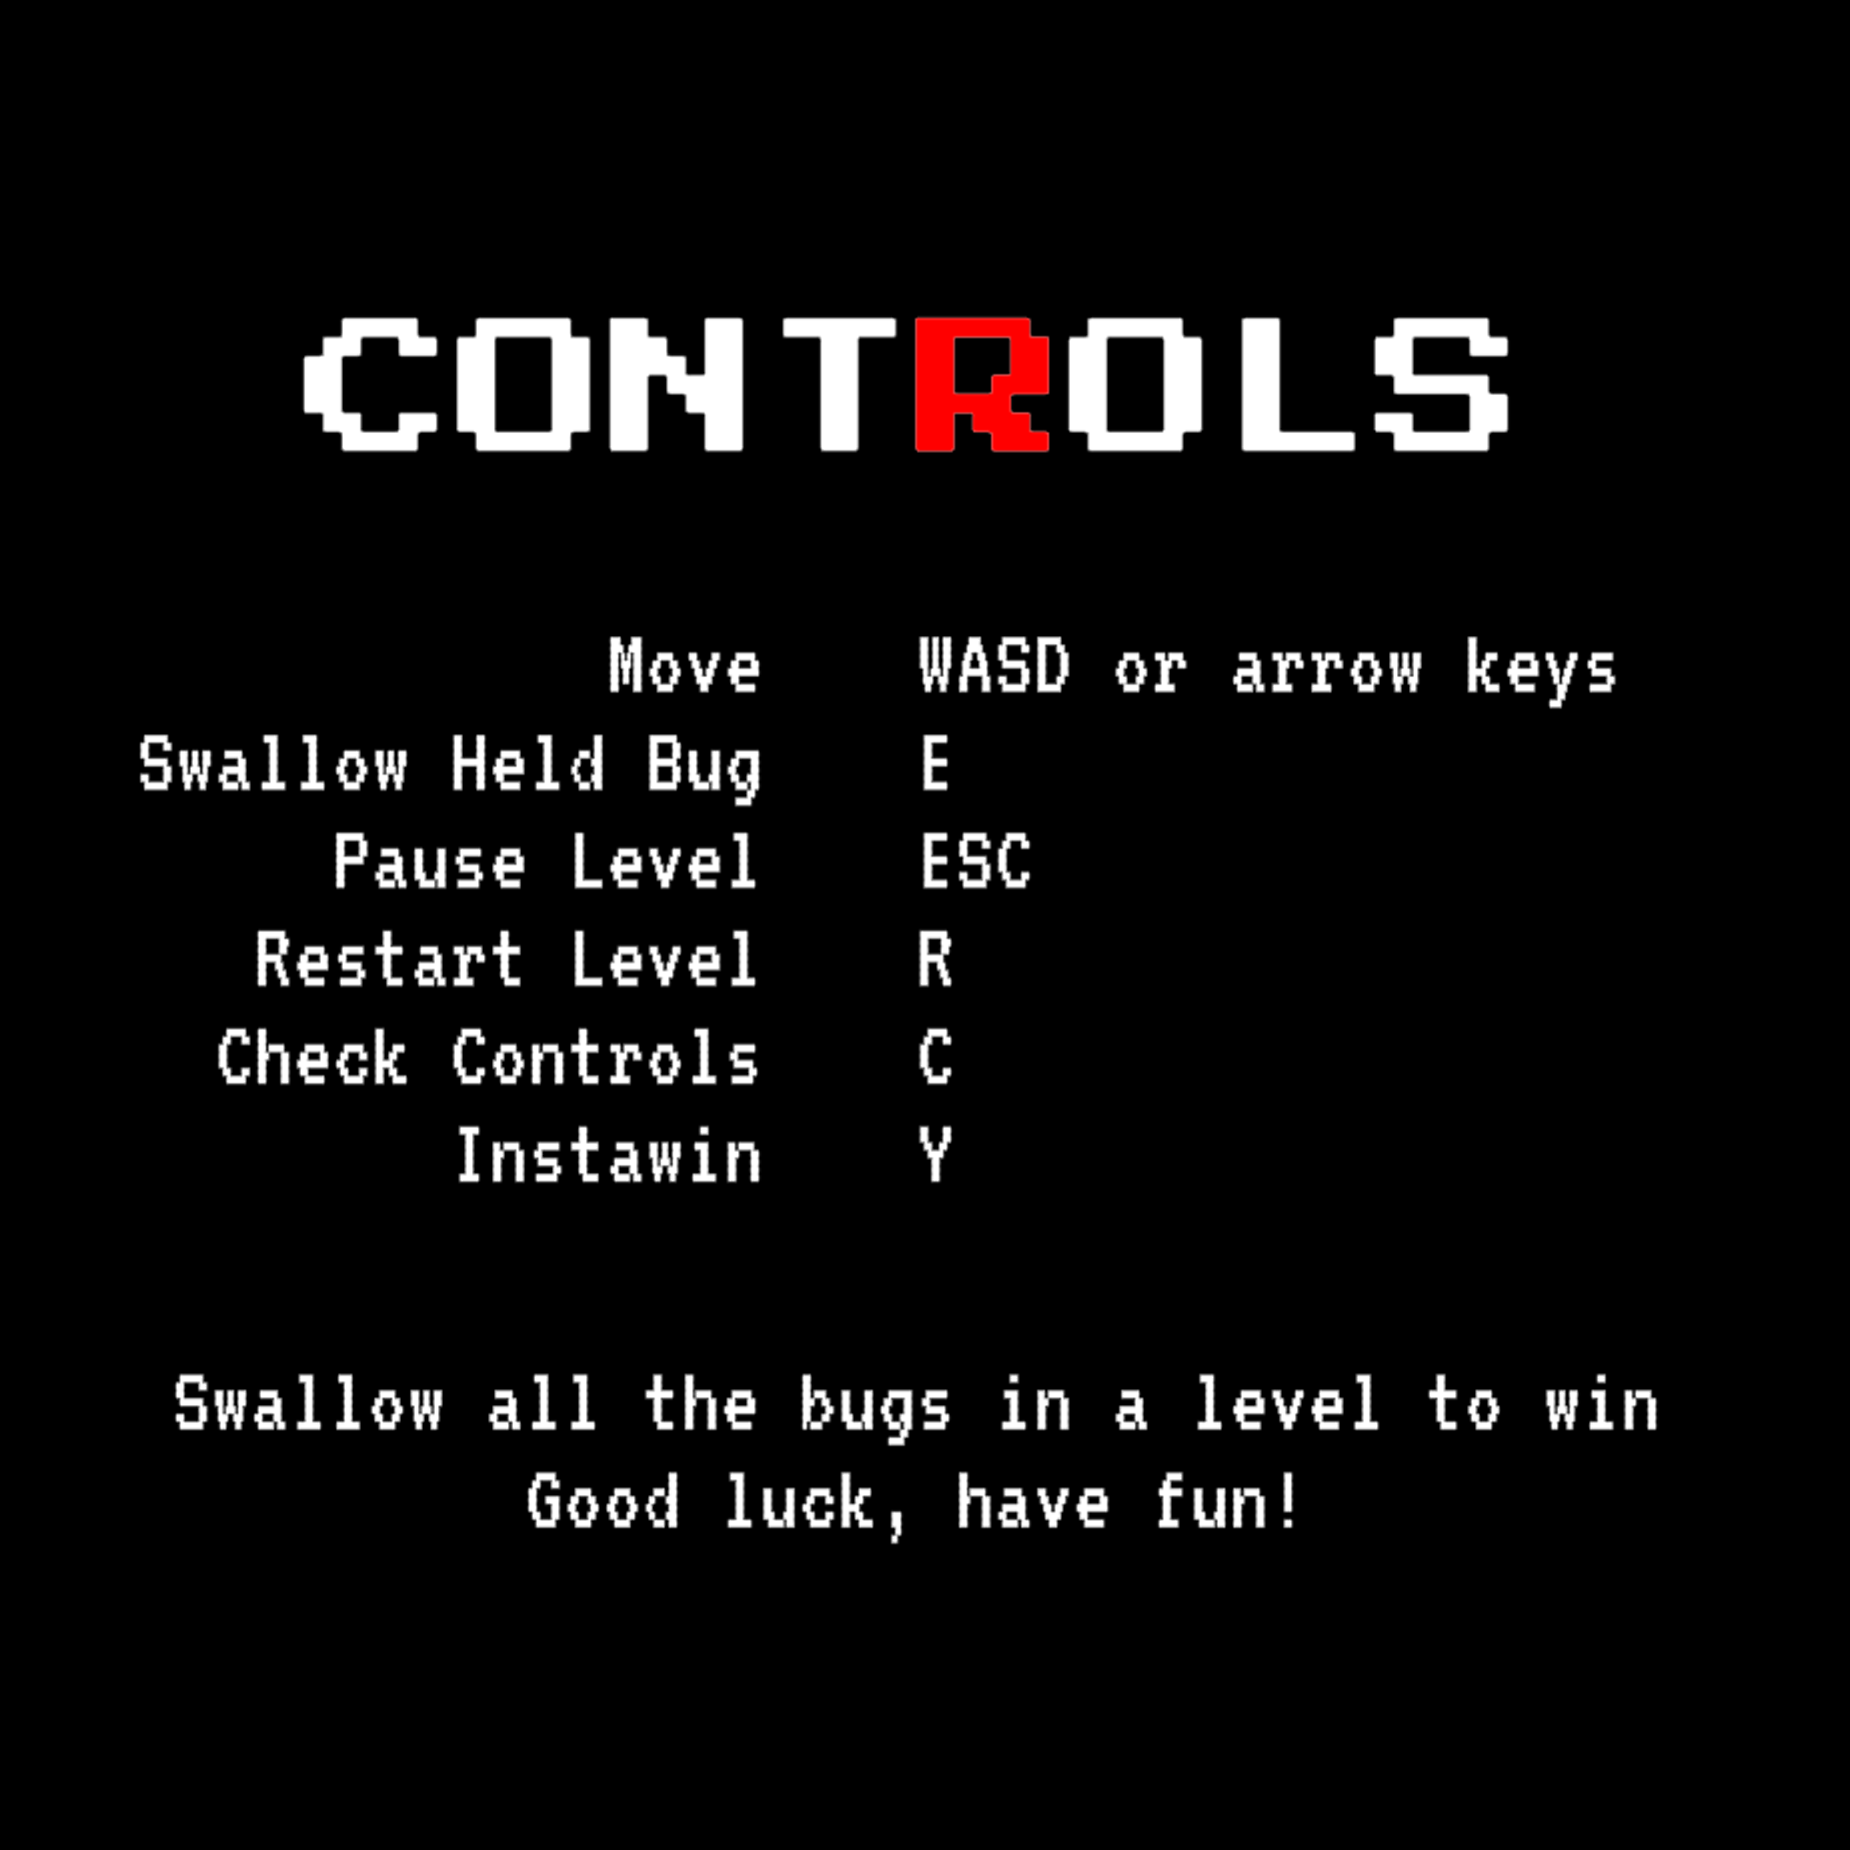 CONTROLS
Move WASD or arrow keys
Swallow Held Bug E
Pause Level ESC
Restart Level R
Check Controls C
Instawin Y
Swallow all the bugs in a level to win
Good luck, have fun!